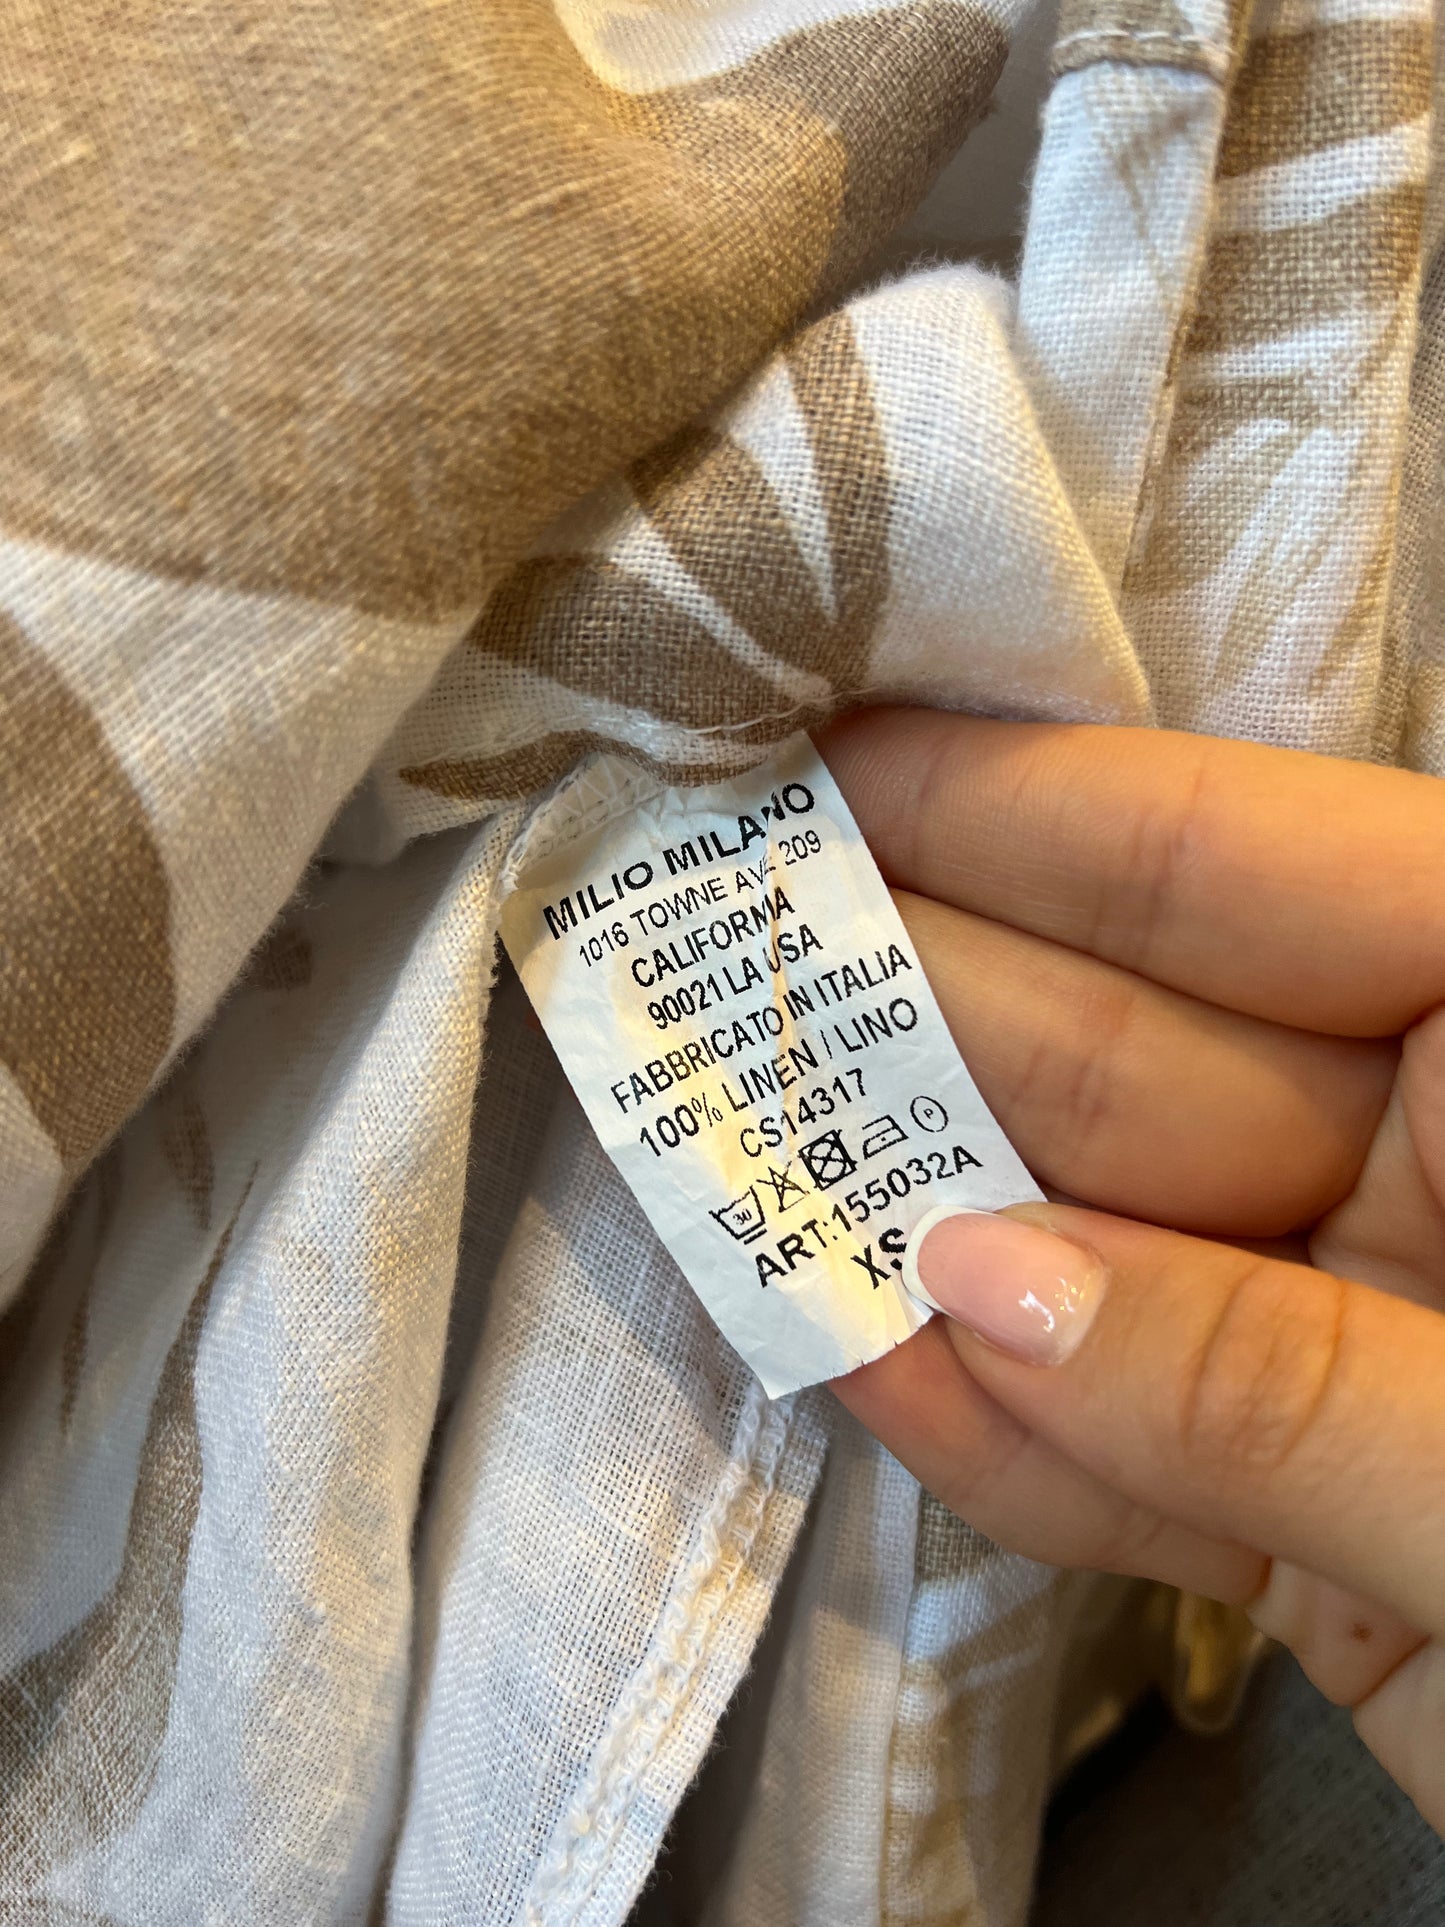 MILIO MILANO
1016 TOWNE AVE 209
CALIFORNIA
90021 LA USA
FABBRICATO IN ITALIA
100% LINEN / LINO
CS14317
30 P
ART:155032A
XS